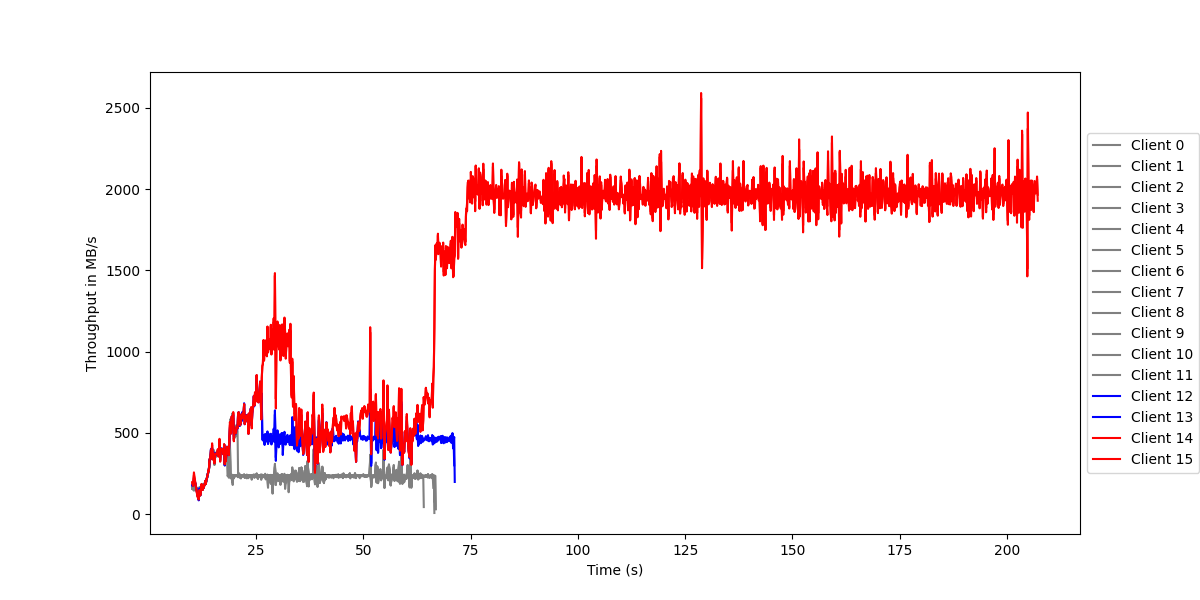 2500
2000
1500
1000
500
0
Throughput in MB/s
25
50
75
100
125
150
175
200
Time (s)
Client 0
Client 1
Client 2
Client 3
Client 4
Client 5
Client 6
Client 7
Client 8
Client 9
Client 10
Client 11
Client 12
Client 13
Client 14
Client 15